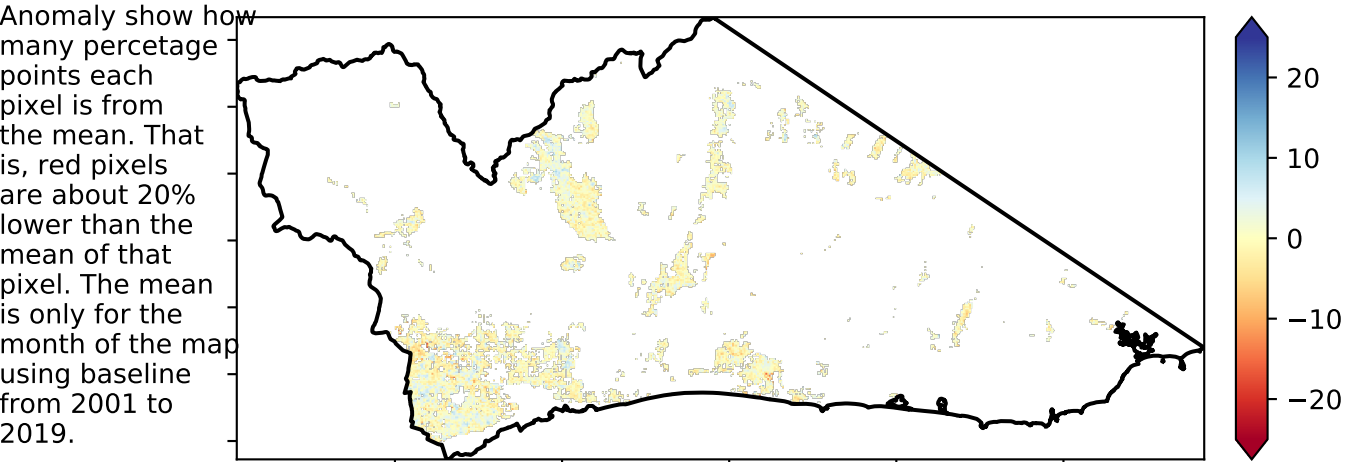 Anomaly show how
many percetage
points each
pixel is from
the mean. That
is, red pixels
are about 20%
lower than the
mean of that
pixel. The mean
is only for the
month of the map
using baseline
from 2001 to
2019.
20
10
0
−10
−20